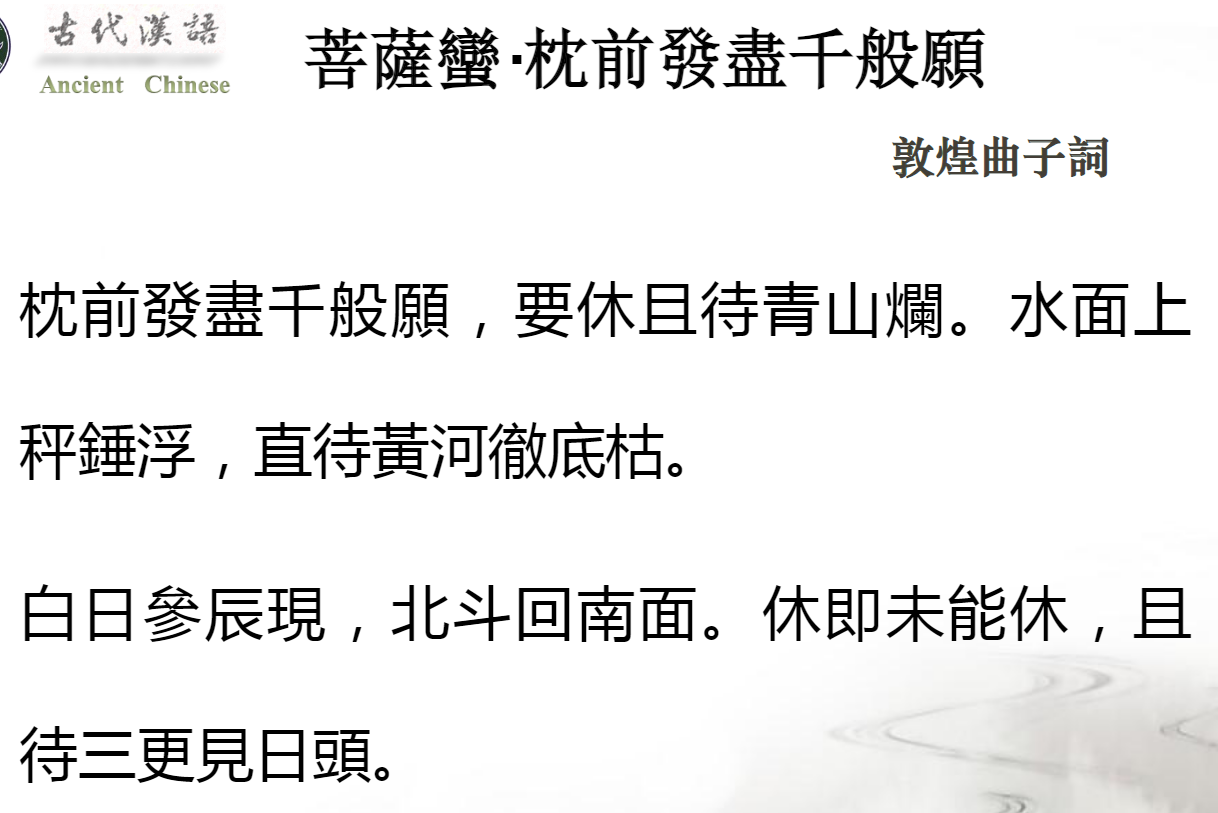 古代漢語
Ancient Chinese
菩薩蠻·枕前發盡千般願
敦煌曲子詞
枕前發盡千般願，要休且待青山爛。水面上
秤錘浮，直待黃河徹底枯。
白日參辰現，北斗回南面。休即未能休，且
待三更見日頭。